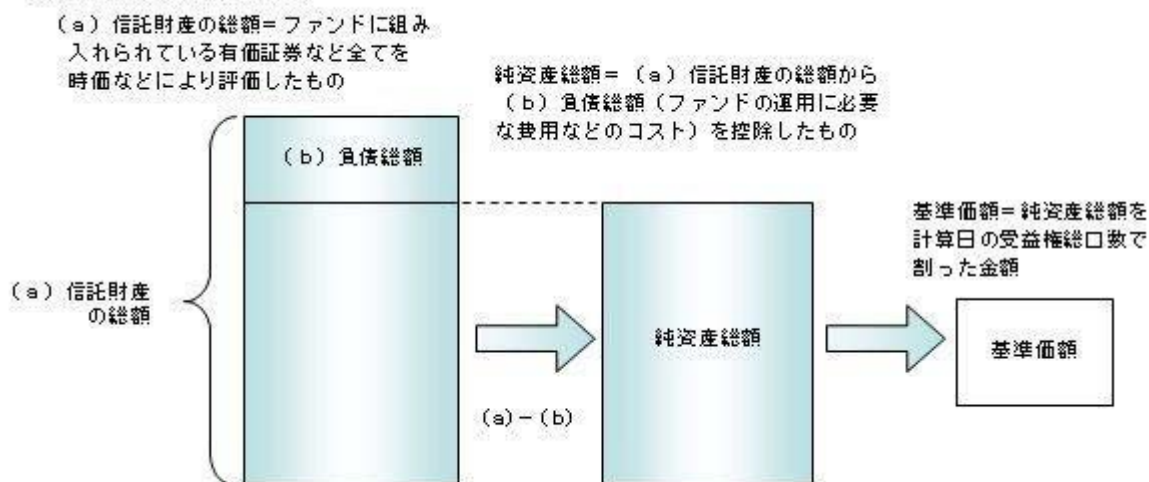 (a)信託財産の総額=ファンドに組み
入れられている有価証券など全てを
時価などにより評価したもの
純資産総額=(a)信託財産の総額から
(b)負債総額(ファンドの運用に必要
な費用などのコスト)を控除したもの
(b)負債総額
基準価額=純資産総額を
計算日の受益権総口数で
割った金額
(a)信託財産
の総額
純資産総額
基準価額
(a)-(b)